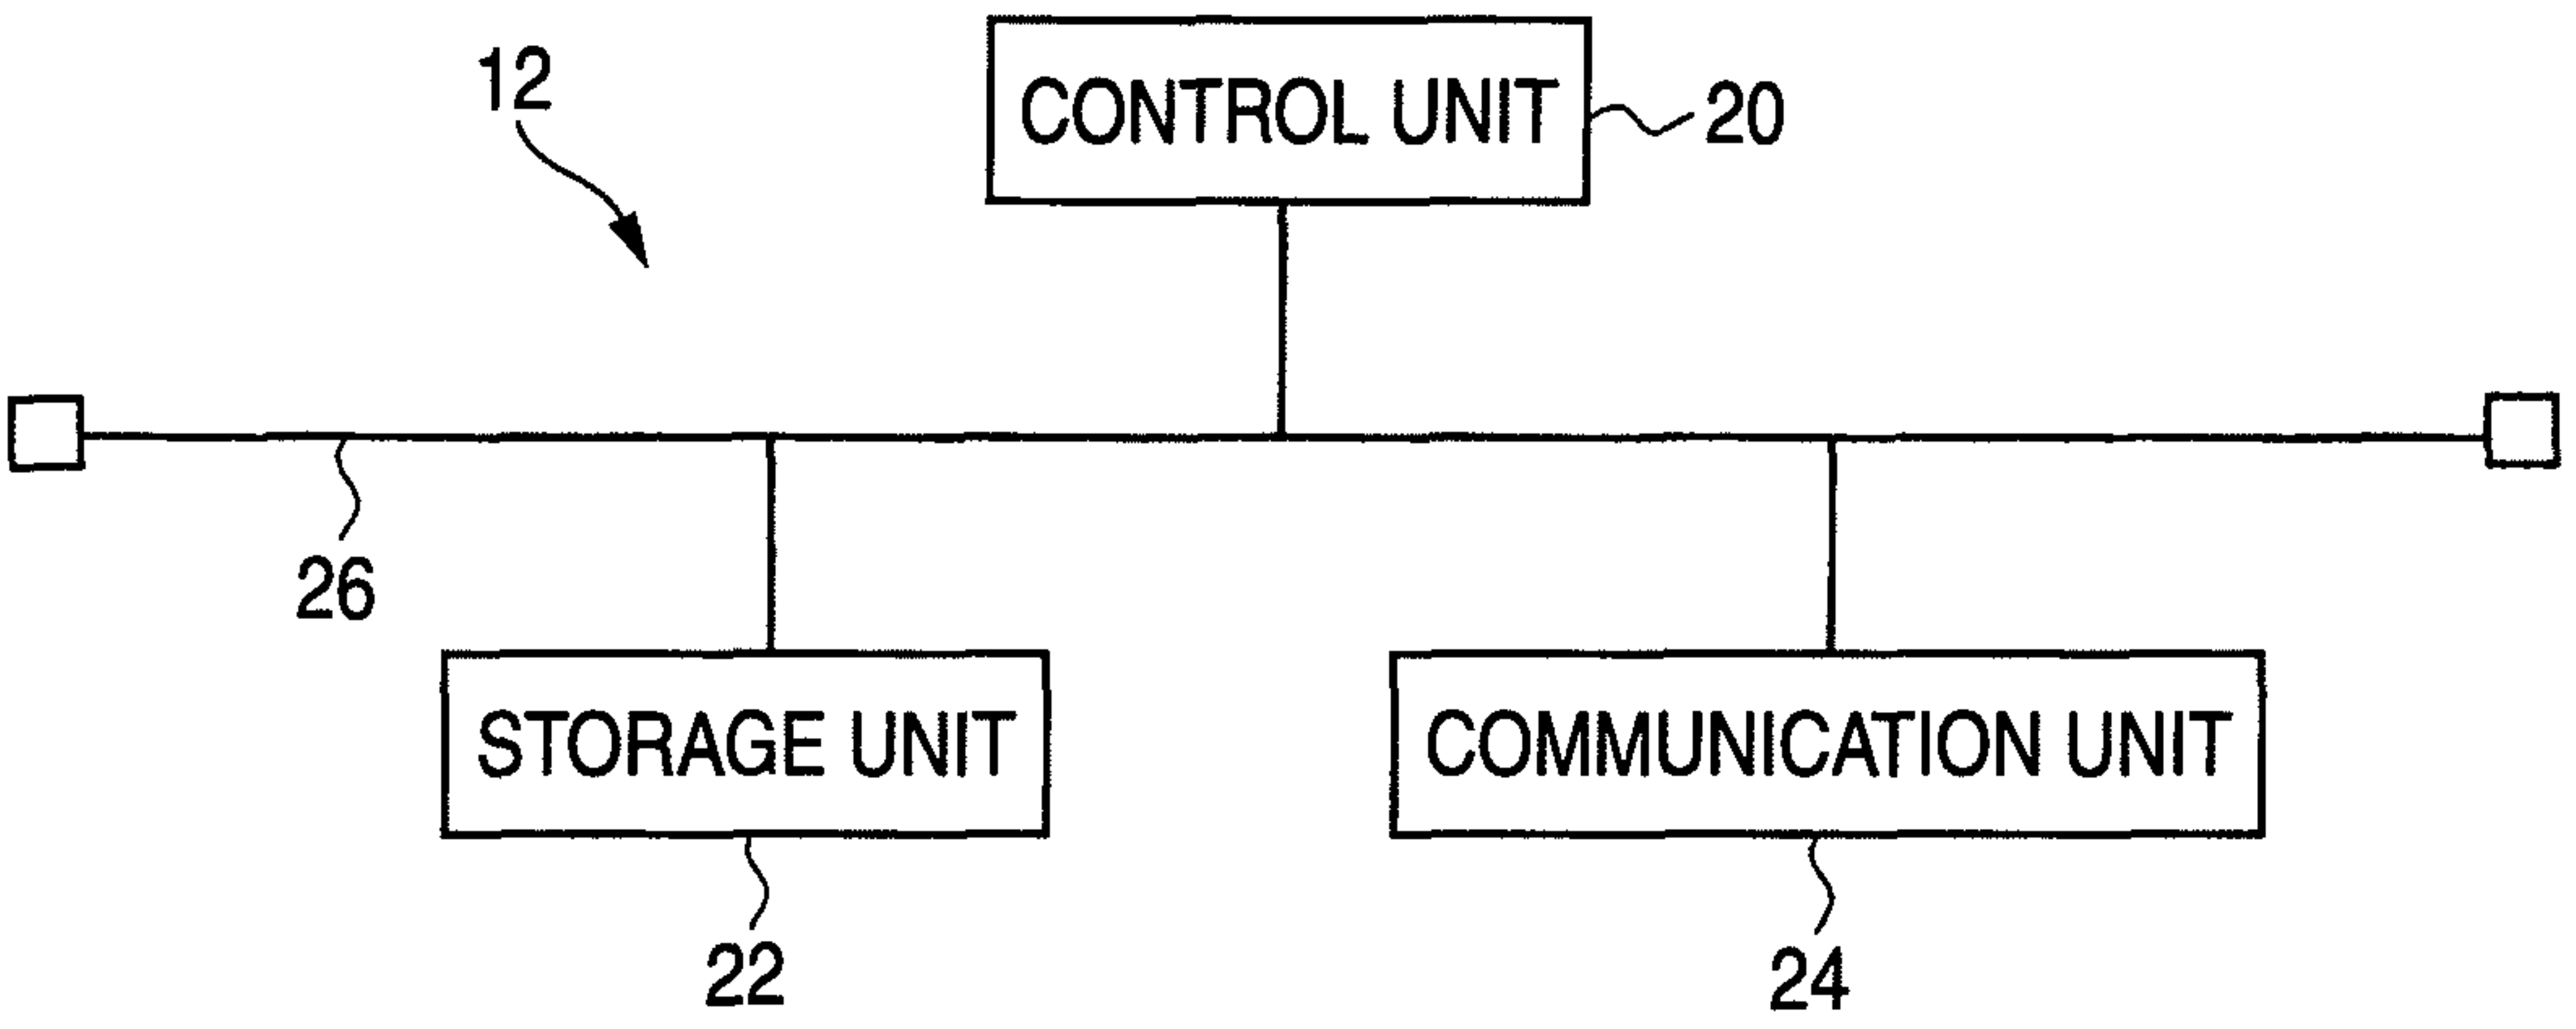 12
CONTROL UNIT
20
26
STORAGE UNIT
COMMUNICATION UNIT
22
24